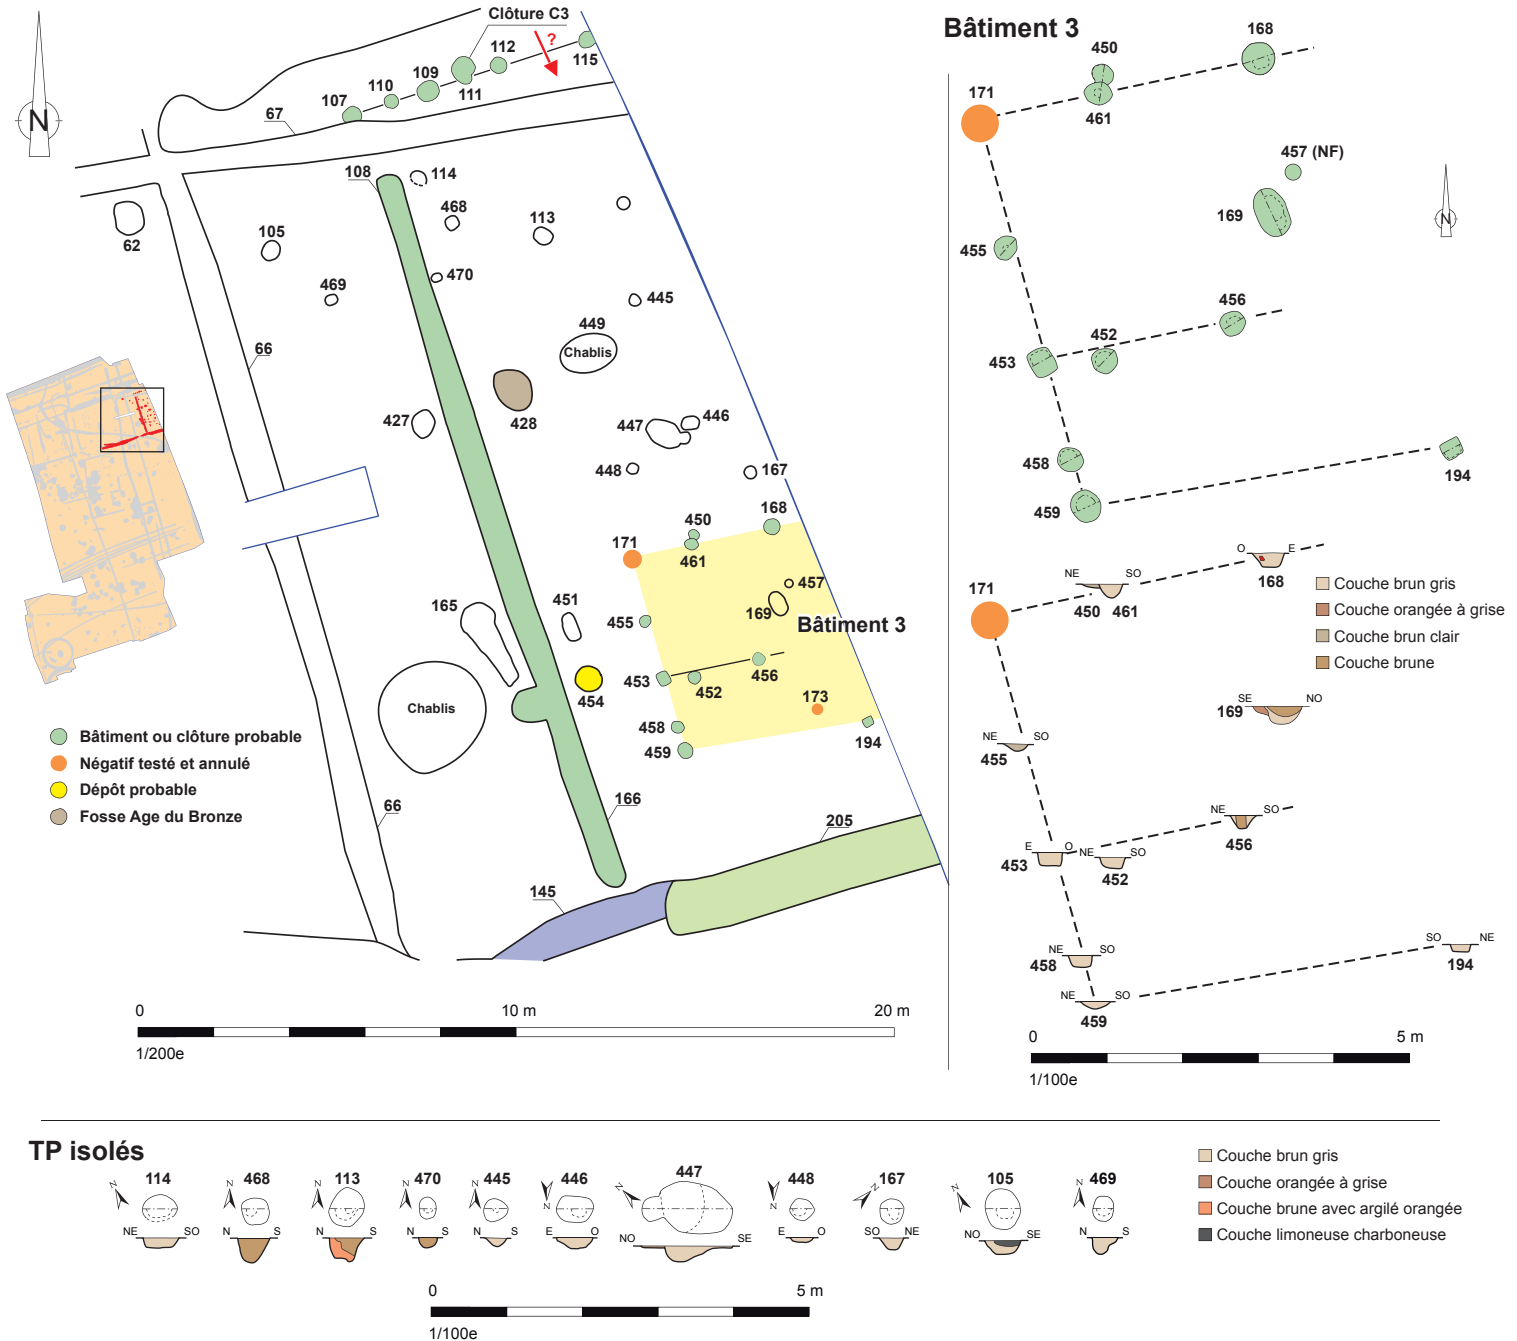 Clôture C3
?
112
115
109
110
111
107
67
N
108
114
468
113
62
105
469
470
445
449
Chablis
66
427
428
447
446
448
167
168
450
171
461
457
169
165
451
455
Bâtiment 3
453
452
456
454
173
458
459
194
Chablis
Bâtiment ou clôture probable
Négatif testé et annulé
Dépôt probable
Fosse Age du Bronze
66
166
205
145
0 10 m 20 m
1/200e
Bâtiment 3
168
450
171
461
457 (NF)
169
N
455
456
452
453
458
459
194
O E
168
NE SO
450 461
171
Couche brun gris
Couche orangée à grise
Couche brun clair
Couche brune
SE NO
169
NE SO
455
NE SO
456
E O
453
NE SO
452
NE SO
458
SO NE
194
NE SO
459
0 5 m
1/100e
TP isolés
114 468 113 470 445 446 447 448 167 105 469
N N N N N N N N N N N
NE SO N S N S N S N S E O NO SE E O SO NE NO SE N S
Couche brun gris
Couche orangée à grise
Couche brune avec argilé orangée
Couche limoneuse charboneuse
0 5 m
1/100e